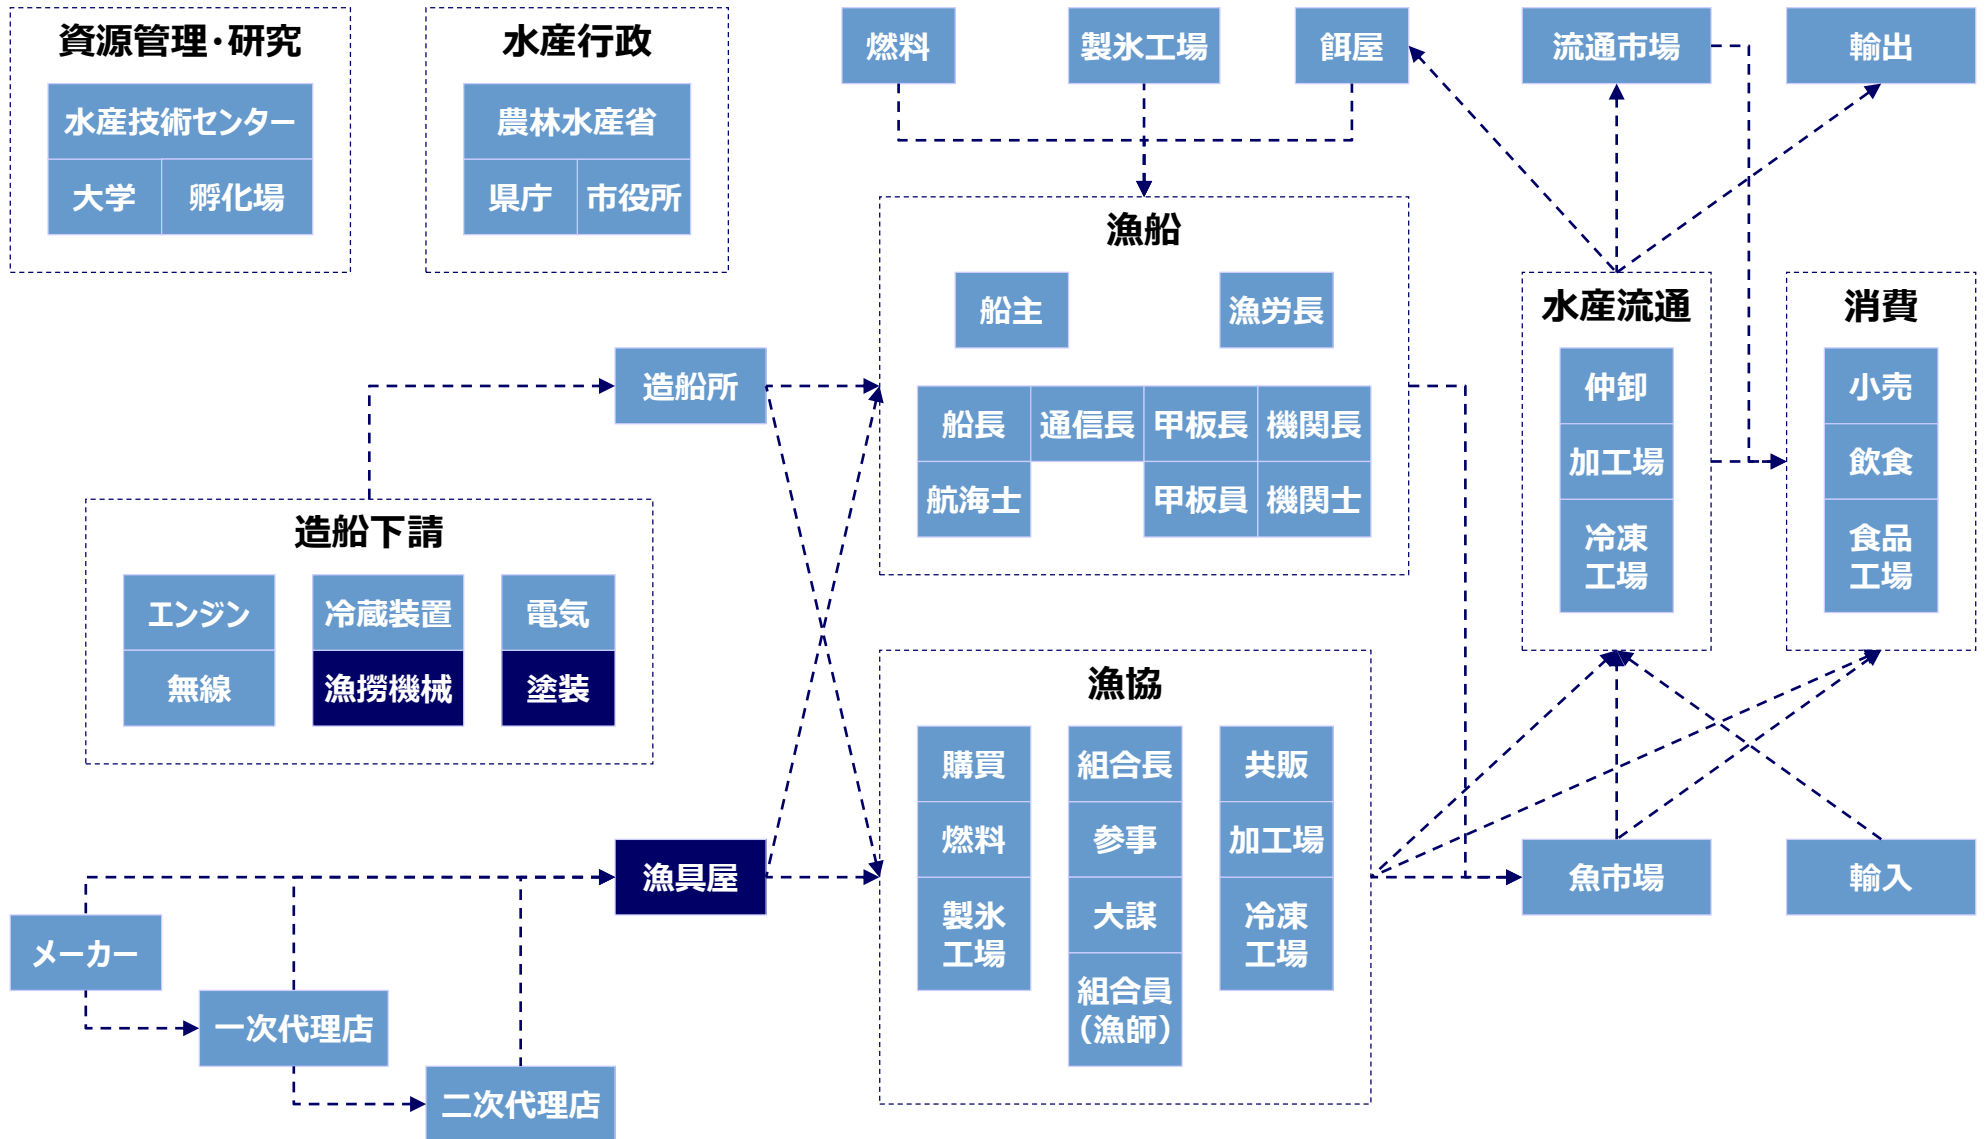 資源管理・研究
水産技術センター
大学
孵化場
水産行政
農林水産省
県庁
市役所
燃料
製氷工場
餌屋
流通市場
輸出
漁船
船主
漁労長
船長
通信長
甲板長
機関長
航海士
甲板員
機関士
水産流通
仲卸
加工場
冷凍
工場
消費
小売
飲食
食品
工場
造船所
造船下請
エンジン
冷蔵装置
電気
無線
漁撈機械
塗装
漁協
購買
燃料
製氷
工場
組合長
参事
大謀
組合員
（漁師）
共販
加工場
冷凍
工場
漁具屋
魚市場
輸入
メーカー
一次代理店
二次代理店